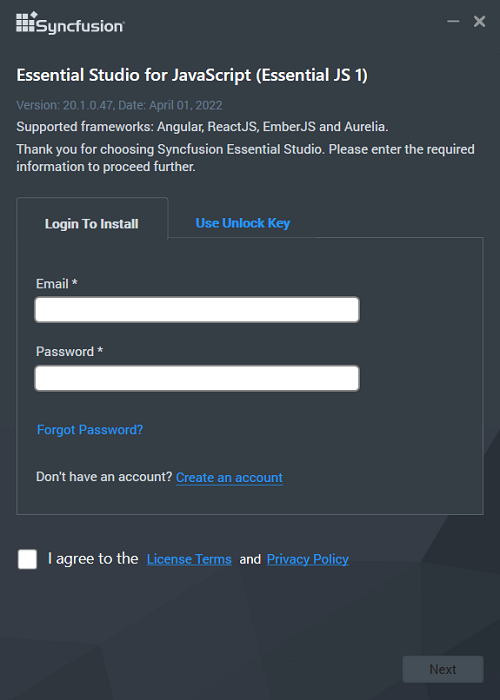 Syncfusion
Essential Studio for JavaScript (Essential JS 1)
Version: 20.1.0.47, Date: April 01, 2022
Supported frameworks: Angular, ReactJS, EmberJS and Aurelia.
Thank you for choosing Syncfusion Essential Studio. Please enter the required
information to proceed further.
Login To Install Use Unlock Key
Email *
Password *
Forgot Password?
Don't have an account? Create an account
I agree to the License Terms and Privacy Policy
Next